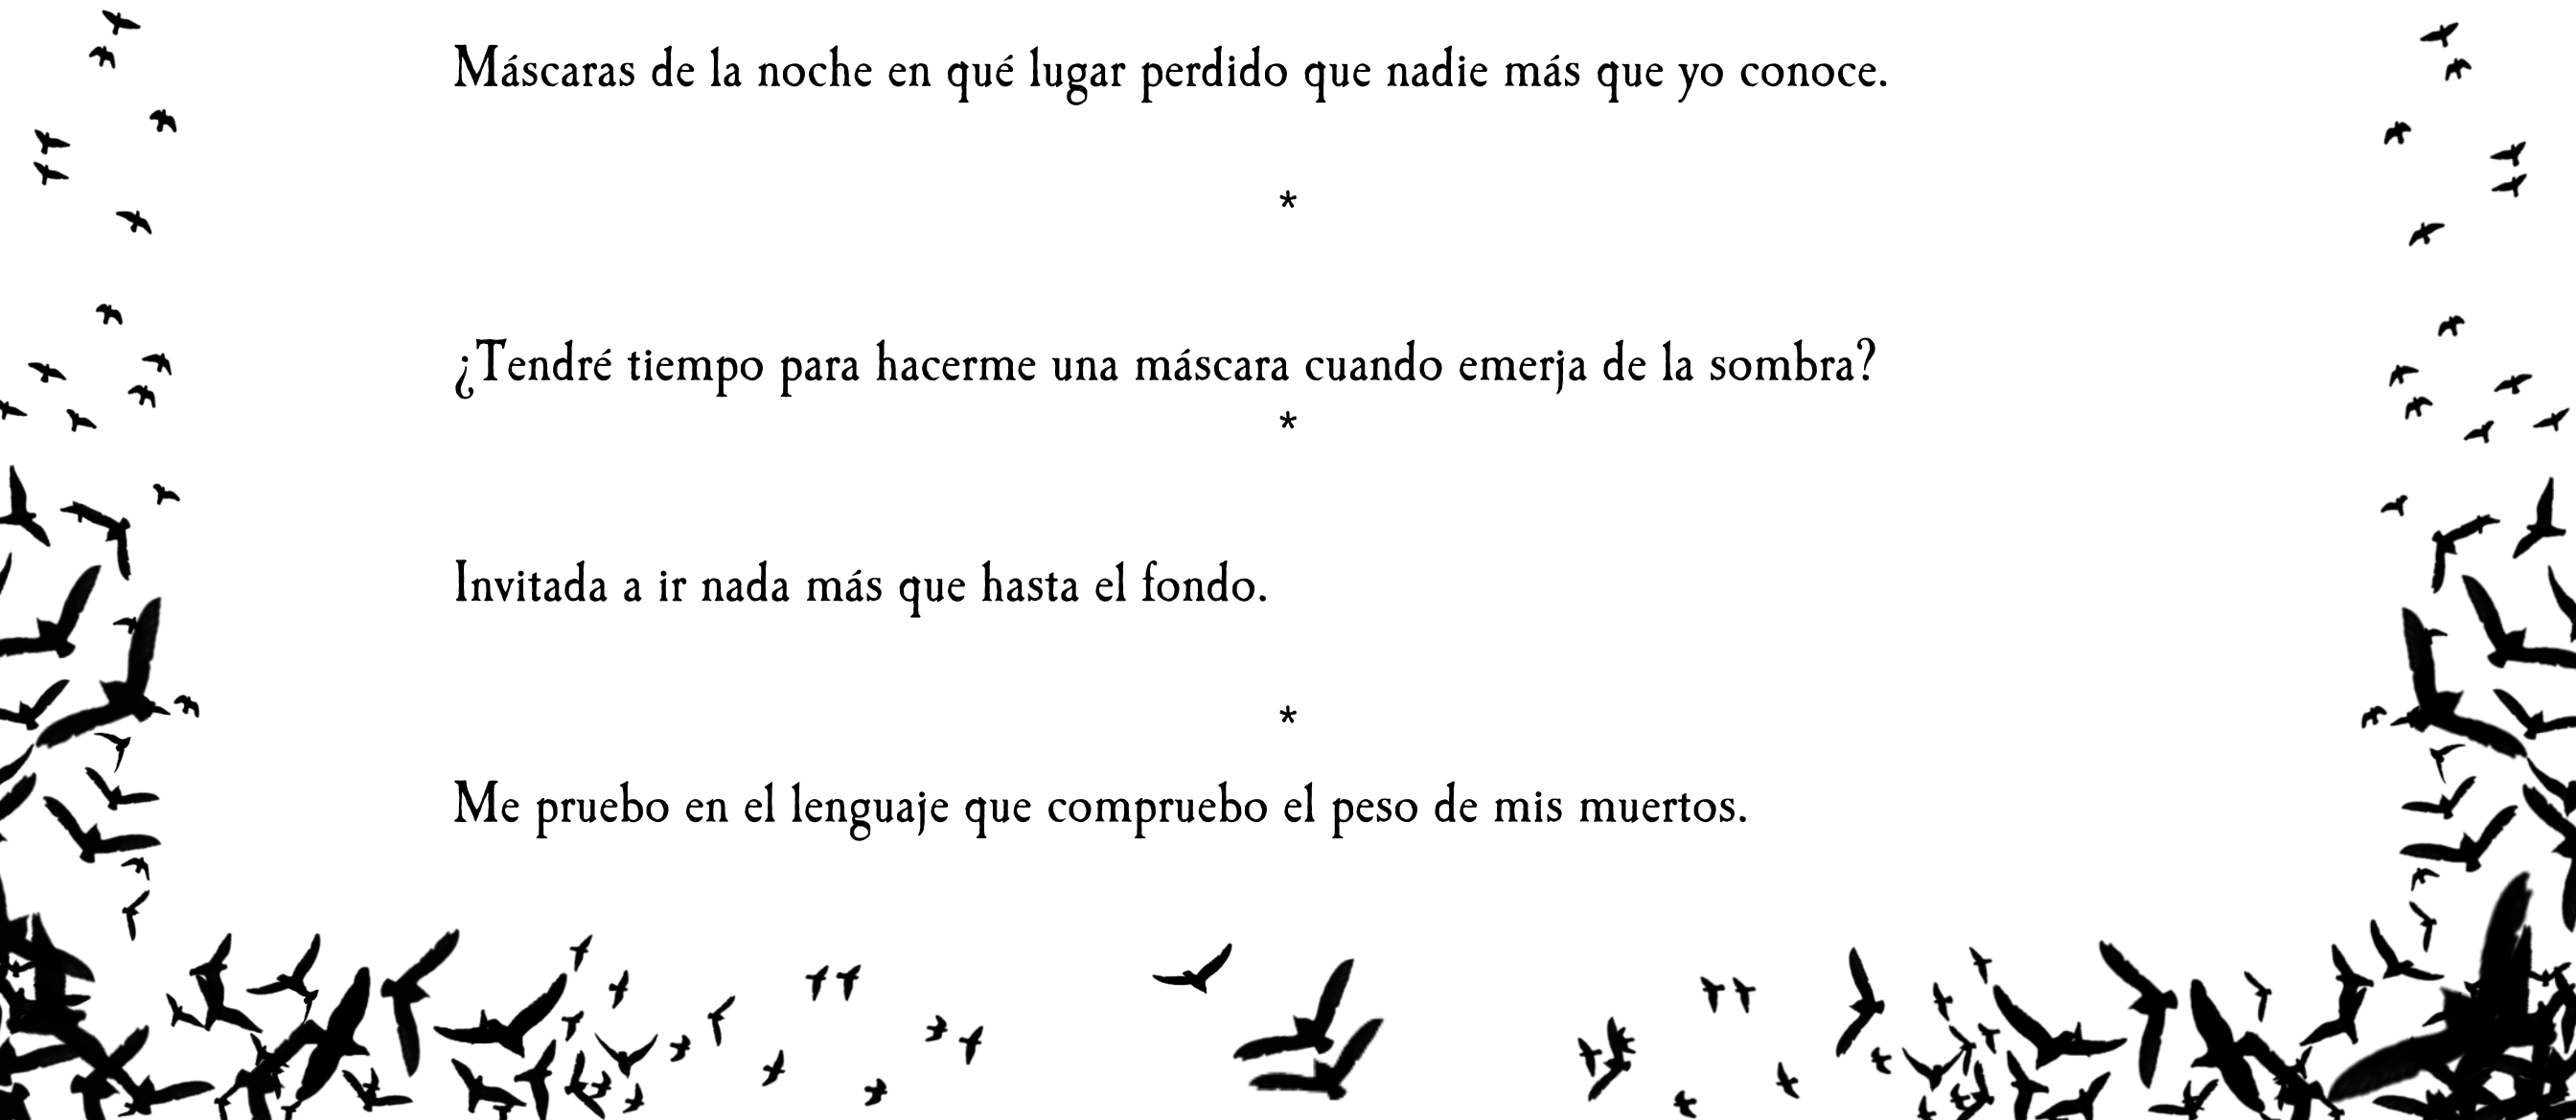 Máscaras de la noche en qué lugar perdido que nadie más que yo conoce.
*
¿Tendré tiempo para hacerme una máscara cuando emerja de la sombra?
*
Invitada a ir nada más que hasta el fondo.
*
Me pruebo en el lenguaje que compruebo el peso de mis muertos.